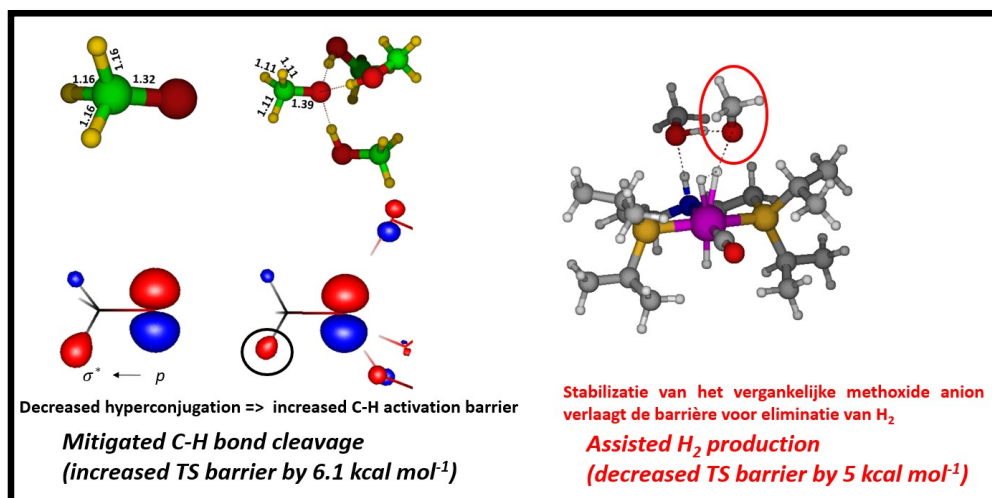 1.16
1.16
1.32
1.16
1.11
1.11
1.11
1.39
σ* ← p
Decreased hyperconjugation => increased C-H activation barrier
Mitigated C-H bond cleavage
(increased TS barrier by 6.1 kcal mol⁻¹)
Stabilizatie van het vergankelijke methoxide anion
verlaagt de barrière voor eliminatie van H₂
Assisted H₂ production
(decreased TS barrier by 5 kcal mol⁻¹)